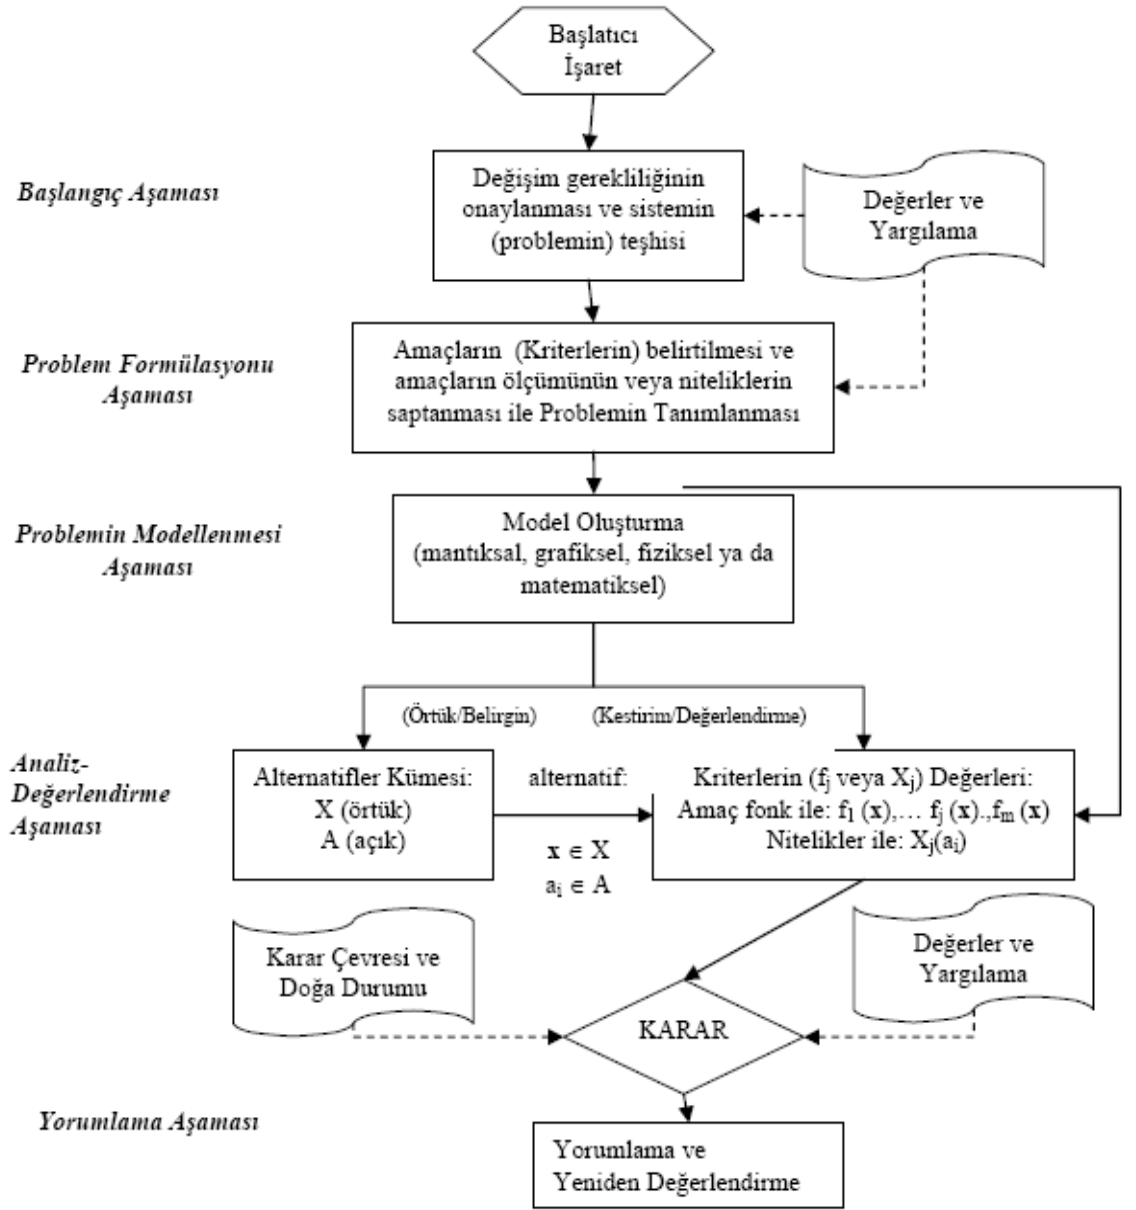 Başlatıcı
İşaret
Başlangıç Aşaması
Değişim gerekliliğinin
onaylanması ve sistemin
(problemin) teşhisi
Değerler ve
Yargılama
Problem Formülasyonu
Aşaması
Amaçların (Kriterlerin) belirtilmesi ve
amaçların ölçümünün veya niteliklerin
saptanması ile Problemin Tanımlanması
Problemin Modellenmesi
Aşaması
Model Oluşturma
(mantıksal, grafiksel, fiziksel ya da
matematiksel)
(Örtük/Belirgin)
(Kestirim/Değerlendirme)
Analiz-
Değerlendirme
Aşaması
Alternatifler Kümesi:
X (örtük)
A (açık)
alternatif:
x ∈ X
aᵢ ∈ A
Kriterlerin (fⱼ veya Xⱼ) Değerleri:
Amaç fonk ile: f₁ (x),... fⱼ (x).,fₘ (x)
Nitelikler ile: Xⱼ(aᵢ)
Karar Çevresi ve
Doğa Durumu
Değerler ve
Yargılama
KARAR
Yorumlama Aşaması
Yorumlama ve
Yeniden Değerlendirme